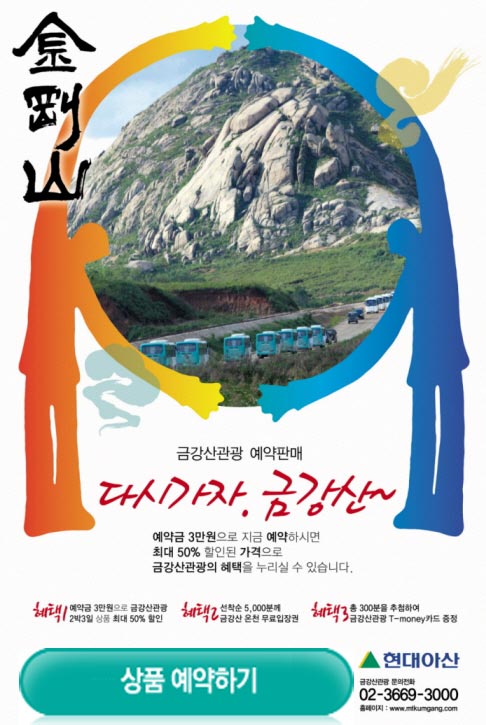 金剛山
금강산관광 예약판매
다시가자. 금강산~
예약금 3만원으로 지금 예약하시면
최대 50% 할인된 가격으로
금강산관광의 혜택을 누리실 수 있습니다.
혜택1 예약금 3만원으로 금강산관광
2박3일 상품 최대 50% 할인
혜택2 선착순 5,000분께
금강산 온천 무료입장권
혜택3 총 300분을 추첨하여
금강산관광 T-money카드 증정
상품 예약하기
현대아산
금강산관광 문의전화
02-3669-3000
홈페이지 : www.mtkumgang.com